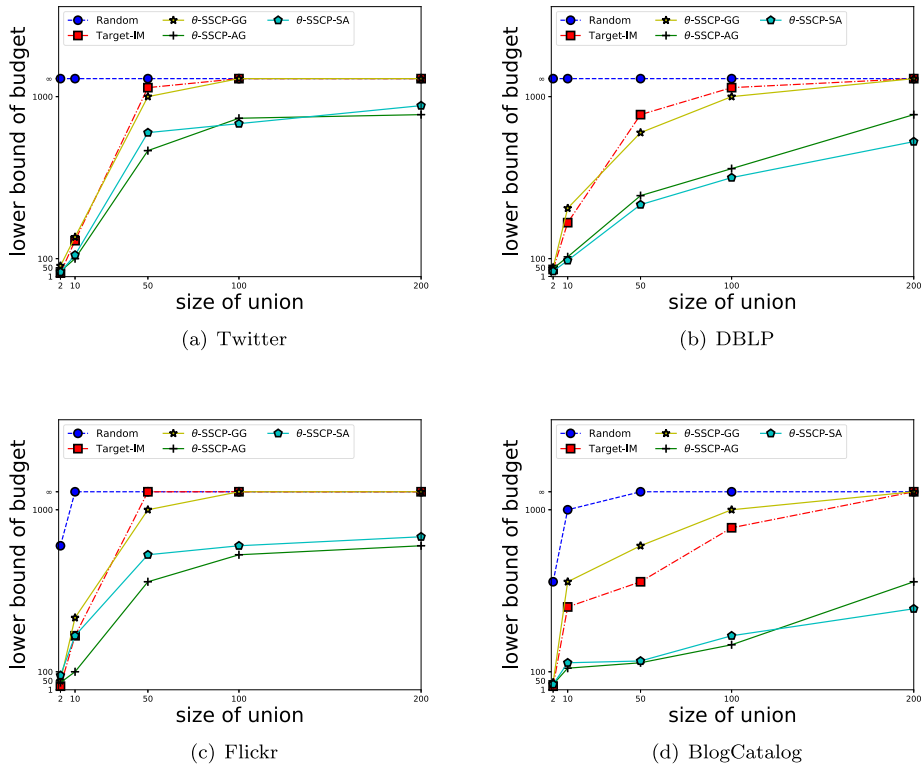 Random
Target-IM
θ-SSCP-GG
θ-SSCP-AG
θ-SSCP-SA
lower bound of budget
∞
1000
100
50
1
2 10 50 100 200
size of union
(a) Twitter
Random
Target-IM
θ-SSCP-GG
θ-SSCP-AG
θ-SSCP-SA
lower bound of budget
∞
1000
100
50
1
2 10 50 100 200
size of union
(b) DBLP
Random
Target-IM
θ-SSCP-GG
θ-SSCP-AG
θ-SSCP-SA
lower bound of budget
∞
1000
100
50
1
2 10 50 100 200
size of union
(c) Flickr
Random
Target-IM
θ-SSCP-GG
θ-SSCP-AG
θ-SSCP-SA
lower bound of budget
∞
1000
100
50
1
2 10 50 100 200
size of union
(d) BlogCatalog